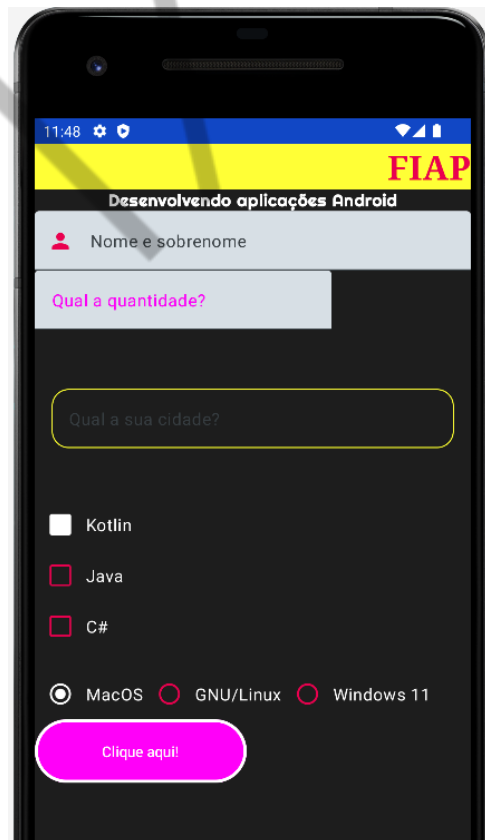 11:48
FIAP
Desenvolvendo aplicações Android
Nome e sobrenome
Qual a quantidade?
Qual a sua cidade?
Kotlin
Java
C#
MacOS GNU/Linux Windows 11
Clique aqui!